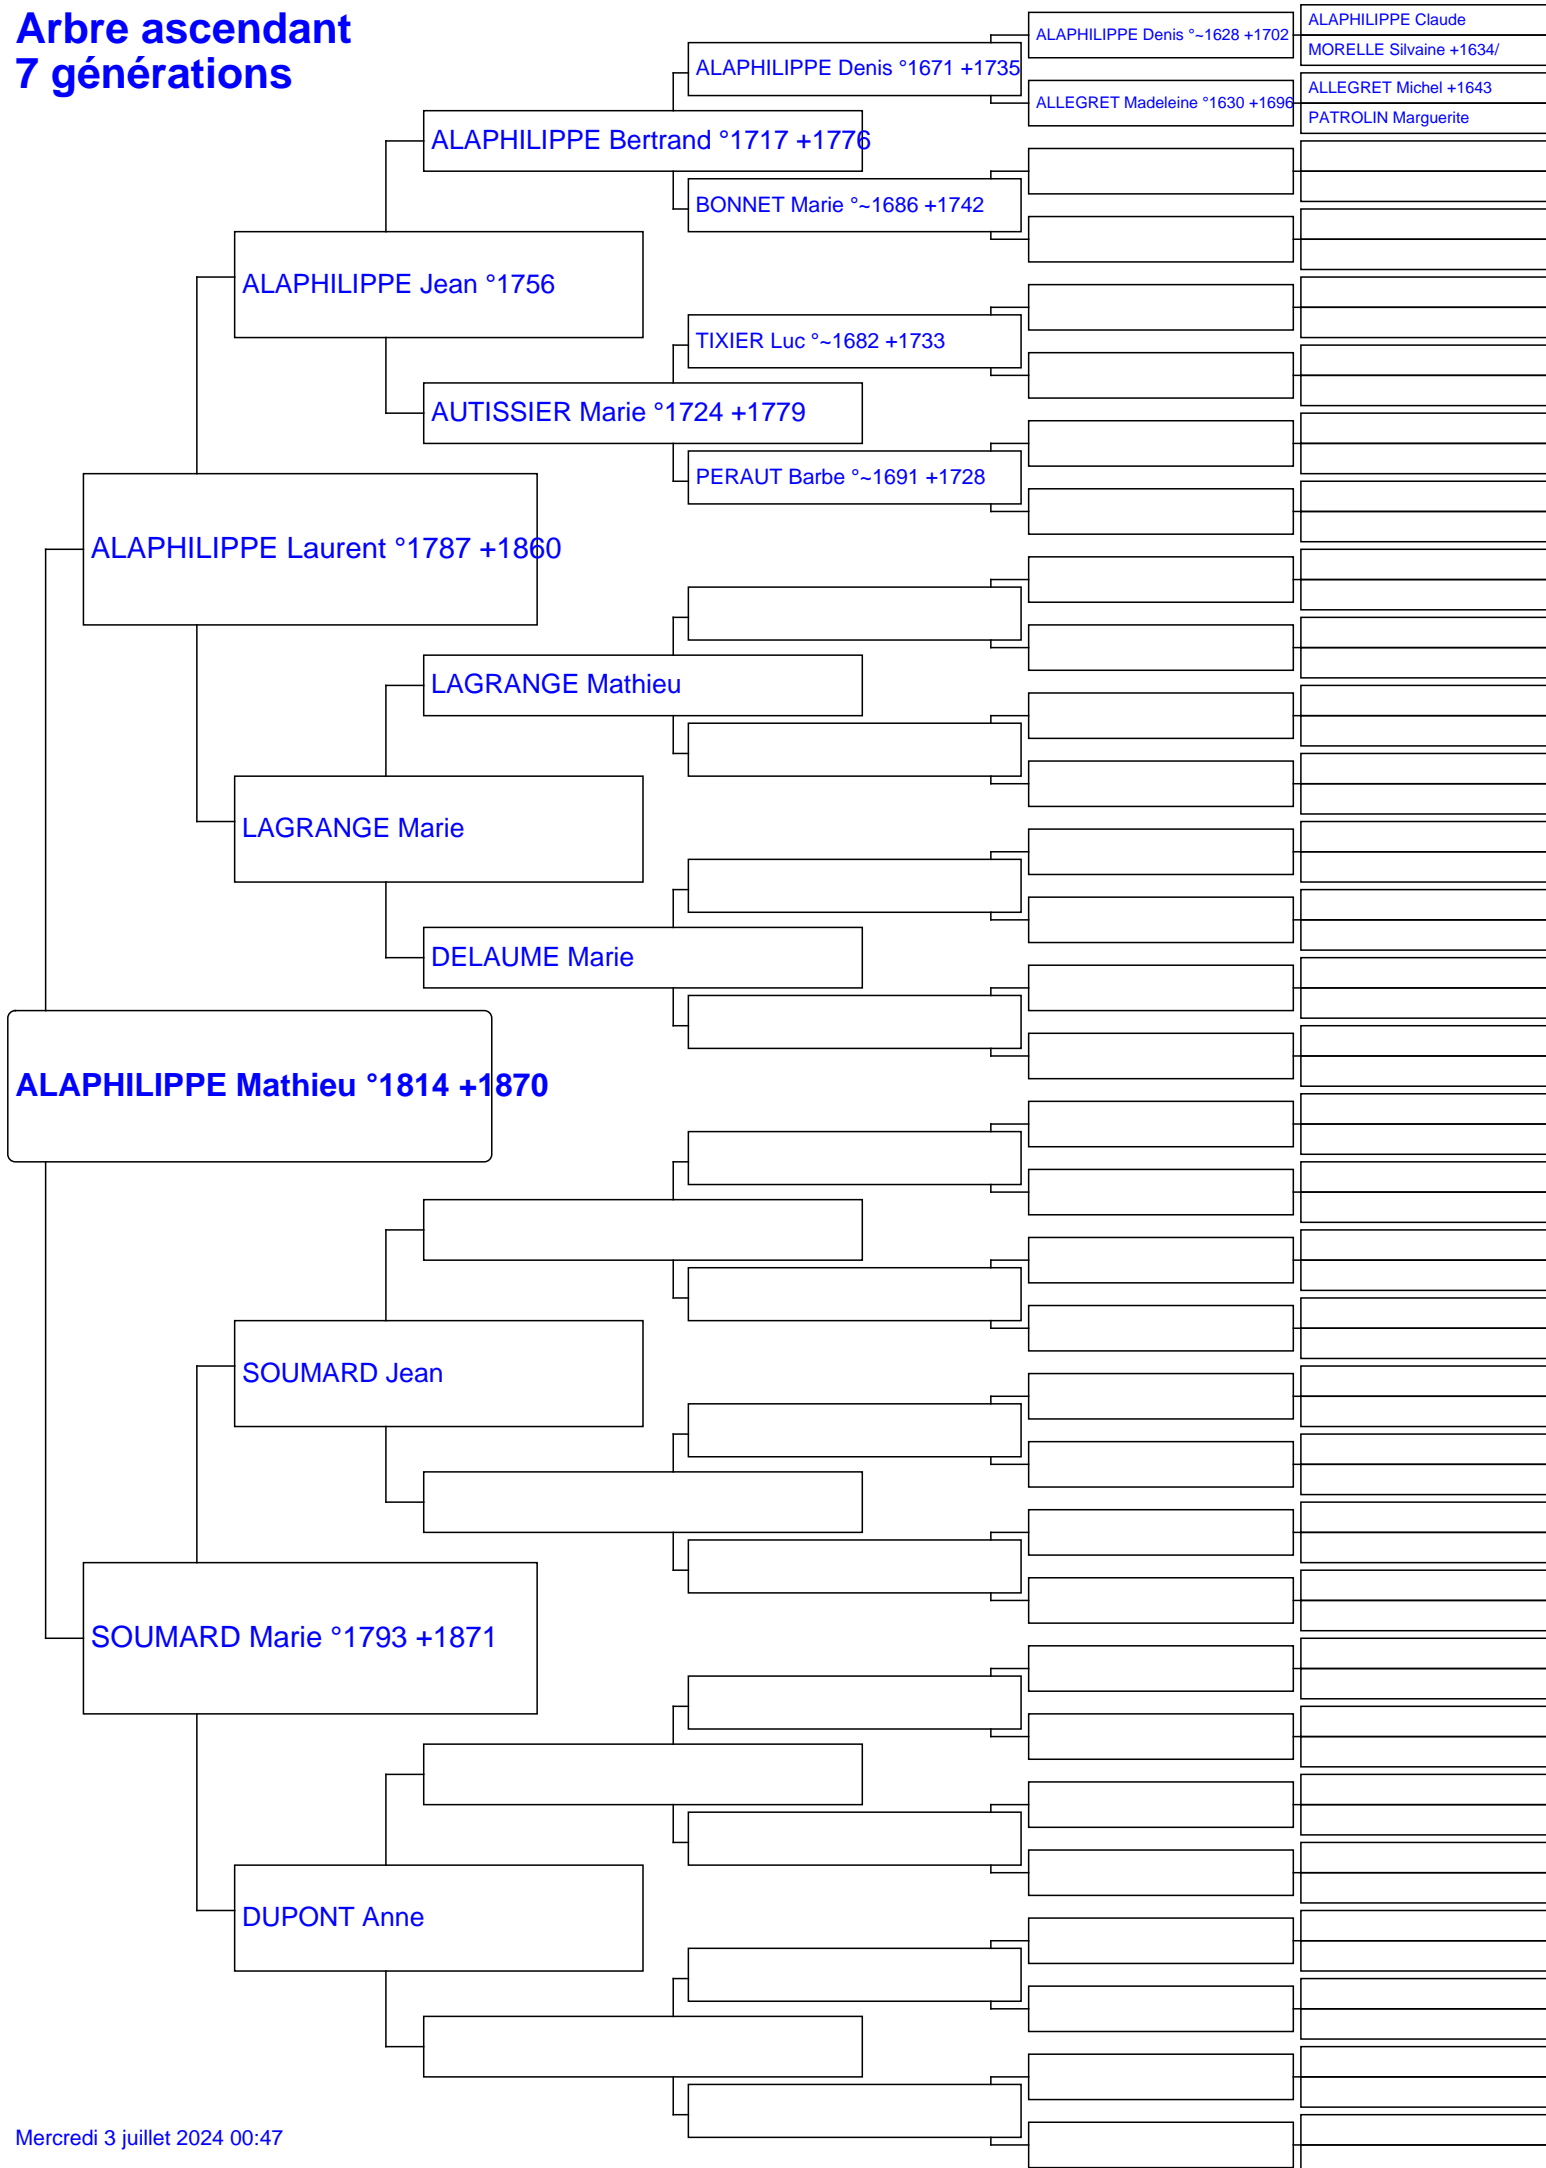 Arbre ascendant
7 générations
ALAPHILIPPE Claude
ALAPHILIPPE Denis °~1628 +1702
MORELLE Silvaine +1634/
ALAPHILIPPE Denis °1671 +1735
ALLEGRET Michel +1643
ALLEGRET Madeleine °1630 +1696
PATROLIN Marguerite
ALAPHILIPPE Bertrand °1717 +1776
BONNET Marie °~1686 +1742
ALAPHILIPPE Jean °1756
TIXIER Luc °~1682 +1733
AUTISSIER Marie °1724 +1779
PERAUT Barbe °~1691 +1728
ALAPHILIPPE Laurent °1787 +1860
LAGRANGE Mathieu
LAGRANGE Marie
DELAUME Marie
ALAPHILIPPE Mathieu °1814 +1870
SOUMARD Jean
SOUMARD Marie °1793 +1871
DUPONT Anne
Mercredi 3 juillet 2024 00:47